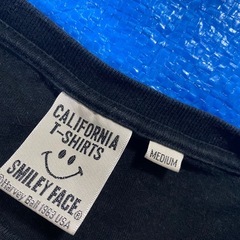 CALIFORNIA
T-SHIRTS
SMILEY FACE®
©Harvey Ball 1963 USA
MEDIUM